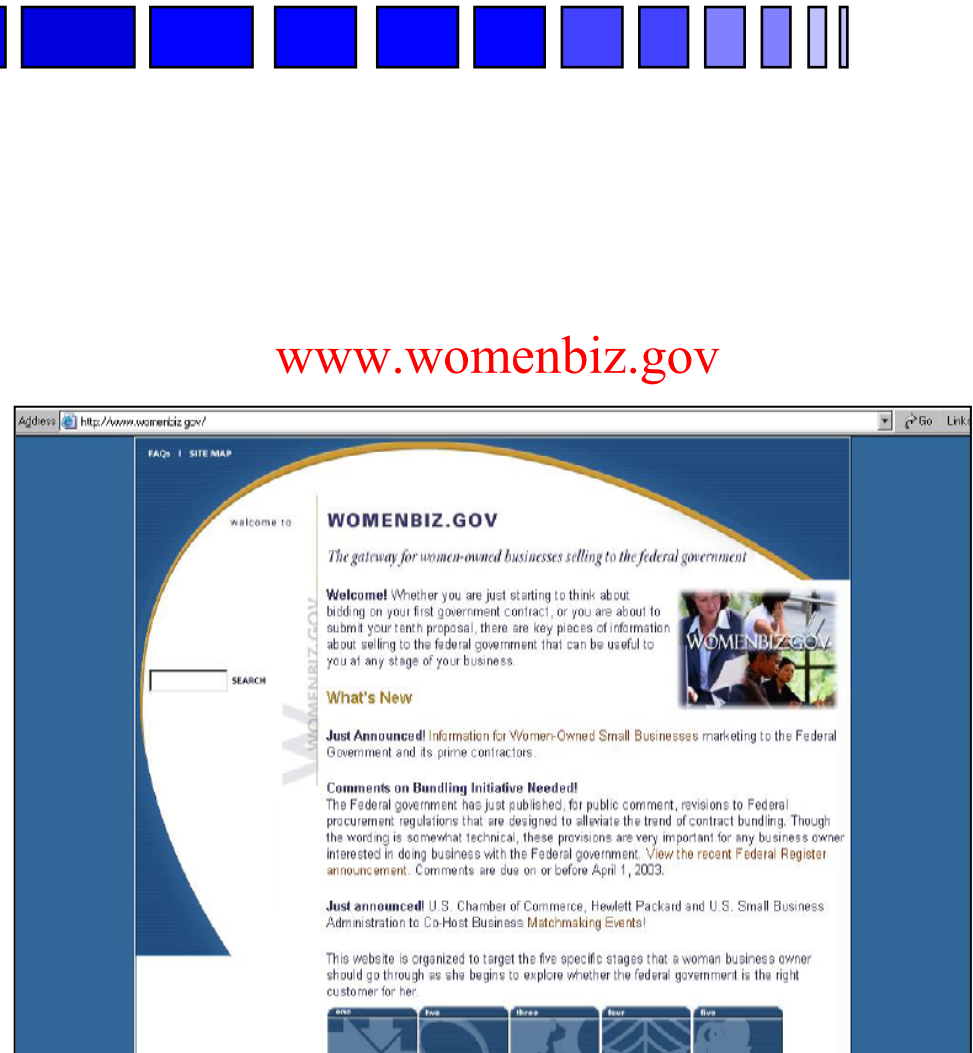 www.womenbiz.gov
Address http://www.womenbiz.gov/ Go Links
FAQs | SITE MAP
welcome to WOMENBIZ.GOV
The gateway for women-owned businesses selling to the federal government
Welcome! Whether you are just starting to think about
bidding on your first government contract, or you are about to
submit your tenth proposal, there are key pieces of information
about selling to the federal government that can be useful to
you at any stage of your business.
WOMENBIZ.GOV
WOMENBIZ.GOV
W
SEARCH
What's New
Just Announced! Information for Women-Owned Small Businesses marketing to the Federal
Government and its prime contractors.
Comments on Bundling Initiative Needed!
The Federal government has just published, for public comment, revisions to Federal
procurement regulations that are designed to alleviate the trend of contract bundling. Though
the wording is somewhat technical, these provisions are very important for any business owner
interested in doing business with the Federal government. View the recent Federal Register
announcement. Comments are due on or before April 1, 2003.
Just announced! U.S. Chamber of Commerce, Hewlett Packard and U.S. Small Business
Administration to Co-Host Business Matchmaking Events!
This website is organized to target the five specific stages that a woman business owner
should go through as she begins to explore whether the federal government is the right
customer for her.
one two three four five